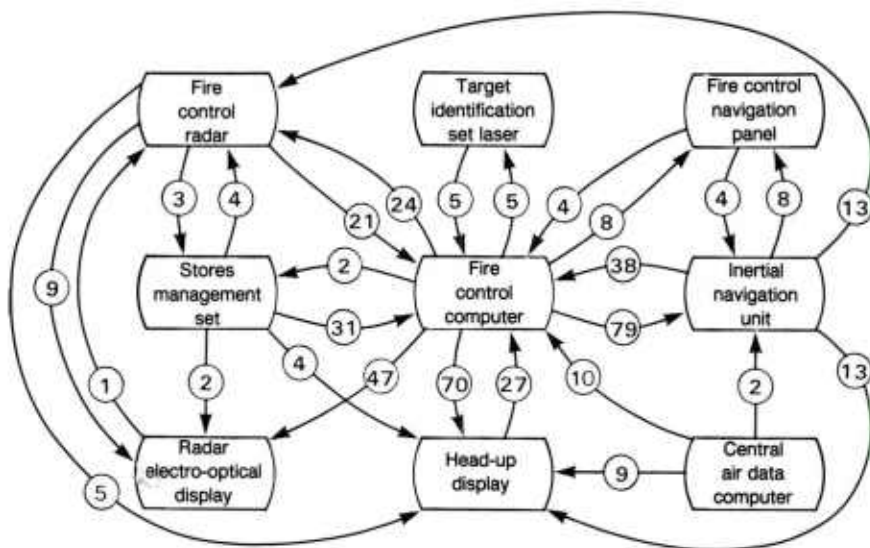 Fire
control
radar
Target
identification
set laser
Fire control
navigation
panel
3
4
21
24
5
5
4
8
4
8
13
9
Stores
management
set
2
31
Fire
control
computer
38
79
Inertial
navigation
unit
1
2
4
47
70
27
10
2
13
Radar
electro-optical
display
Head-up
display
9
Central
air data
computer
5